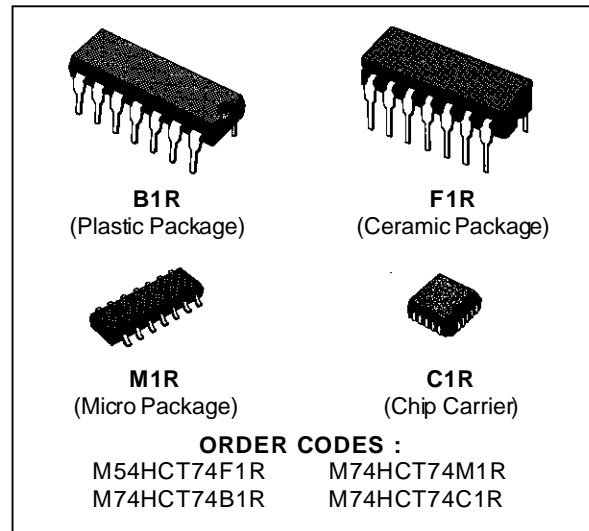 B1R
(Plastic Package)
F1R
(Ceramic Package)
M1R
(Micro Package)
C1R
(Chip Carrier)
ORDER CODES :
M54HCT74F1R M74HCT74M1R
M74HCT74B1R M74HCT74C1R